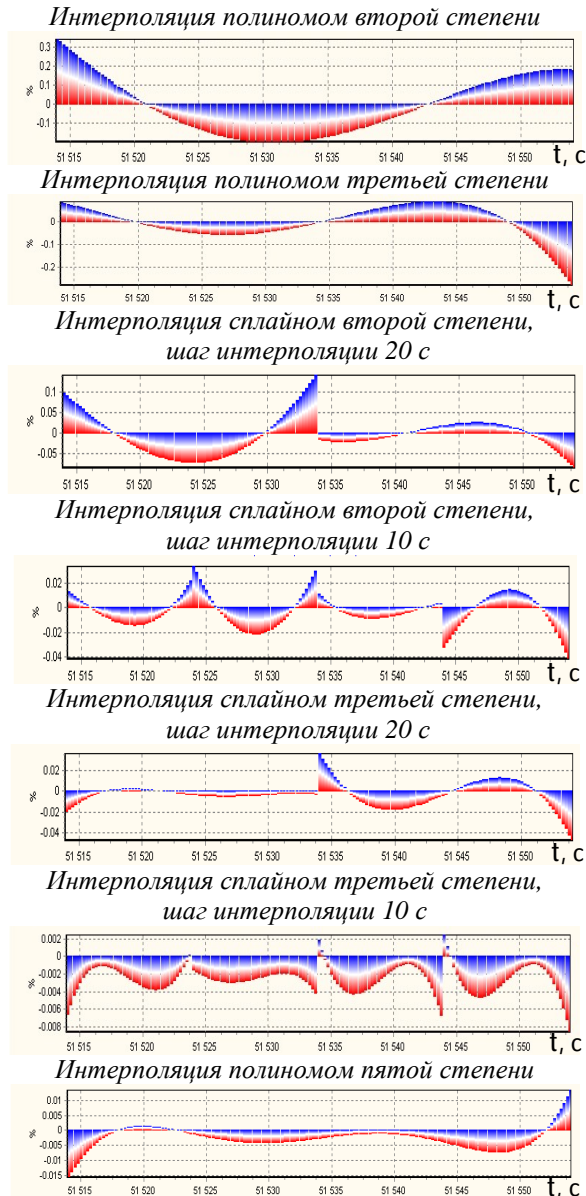 Интерполяция полиномом второй степени
0.3
0.2
0.1
0
-0.1
%
51 515 51 520 51 525 51 530 51 535 51 540 51 545 51 550 t, с
Интерполяция полиномом третьей степени
0
-0.1
-0.2
%
51 515 51 520 51 525 51 530 51 535 51 540 51 545 51 550 t, с
Интерполяция сплайном второй степени,
шаг интерполяции 20 с
0.1
0.05
0
-0.05
%
51 515 51 520 51 525 51 530 51 535 51 540 51 545 51 550 t, с
Интерполяция сплайном второй степени,
шаг интерполяции 10 с
0.02
0
-0.02
-0.04
%
51 515 51 520 51 525 51 530 51 535 51 540 51 545 51 550 t, с
Интерполяция сплайном третьей степени,
шаг интерполяции 20 с
0.02
0
-0.02
-0.04
%
51 515 51 520 51 525 51 530 51 535 51 540 51 545 51 550 t, с
Интерполяция сплайном третьей степени,
шаг интерполяции 10 с
0.002
0
-0.002
-0.004
-0.006
-0.008
%
51 515 51 520 51 525 51 530 51 535 51 540 51 545 51 550 t, с
Интерполяция полиномом пятой степени
0.01
0.005
0
-0.005
-0.01
-0.015
%
51 515 51 520 51 525 51 530 51 535 51 540 51 545 51 550 t, с